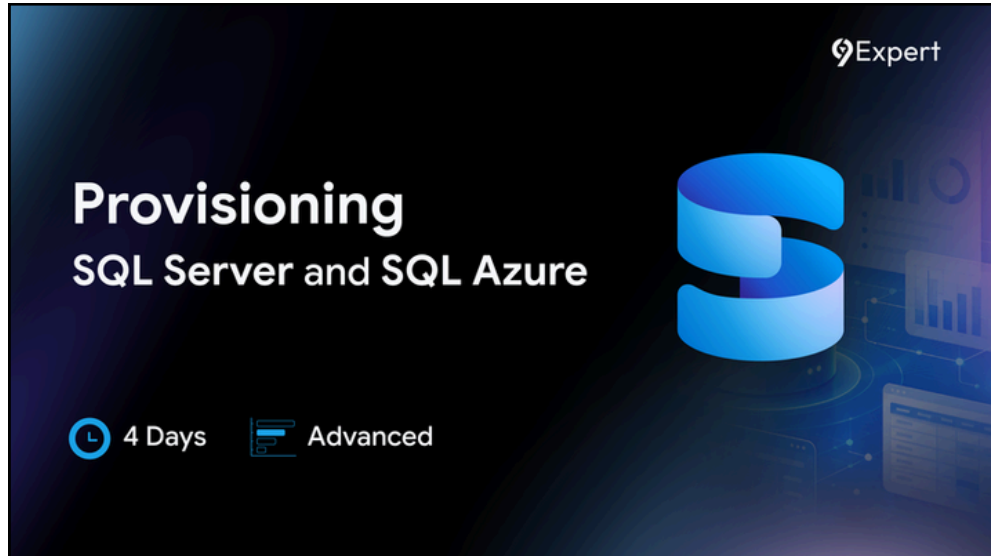 9Expert
Provisioning
SQL Server and SQL Azure
4 Days
Advanced